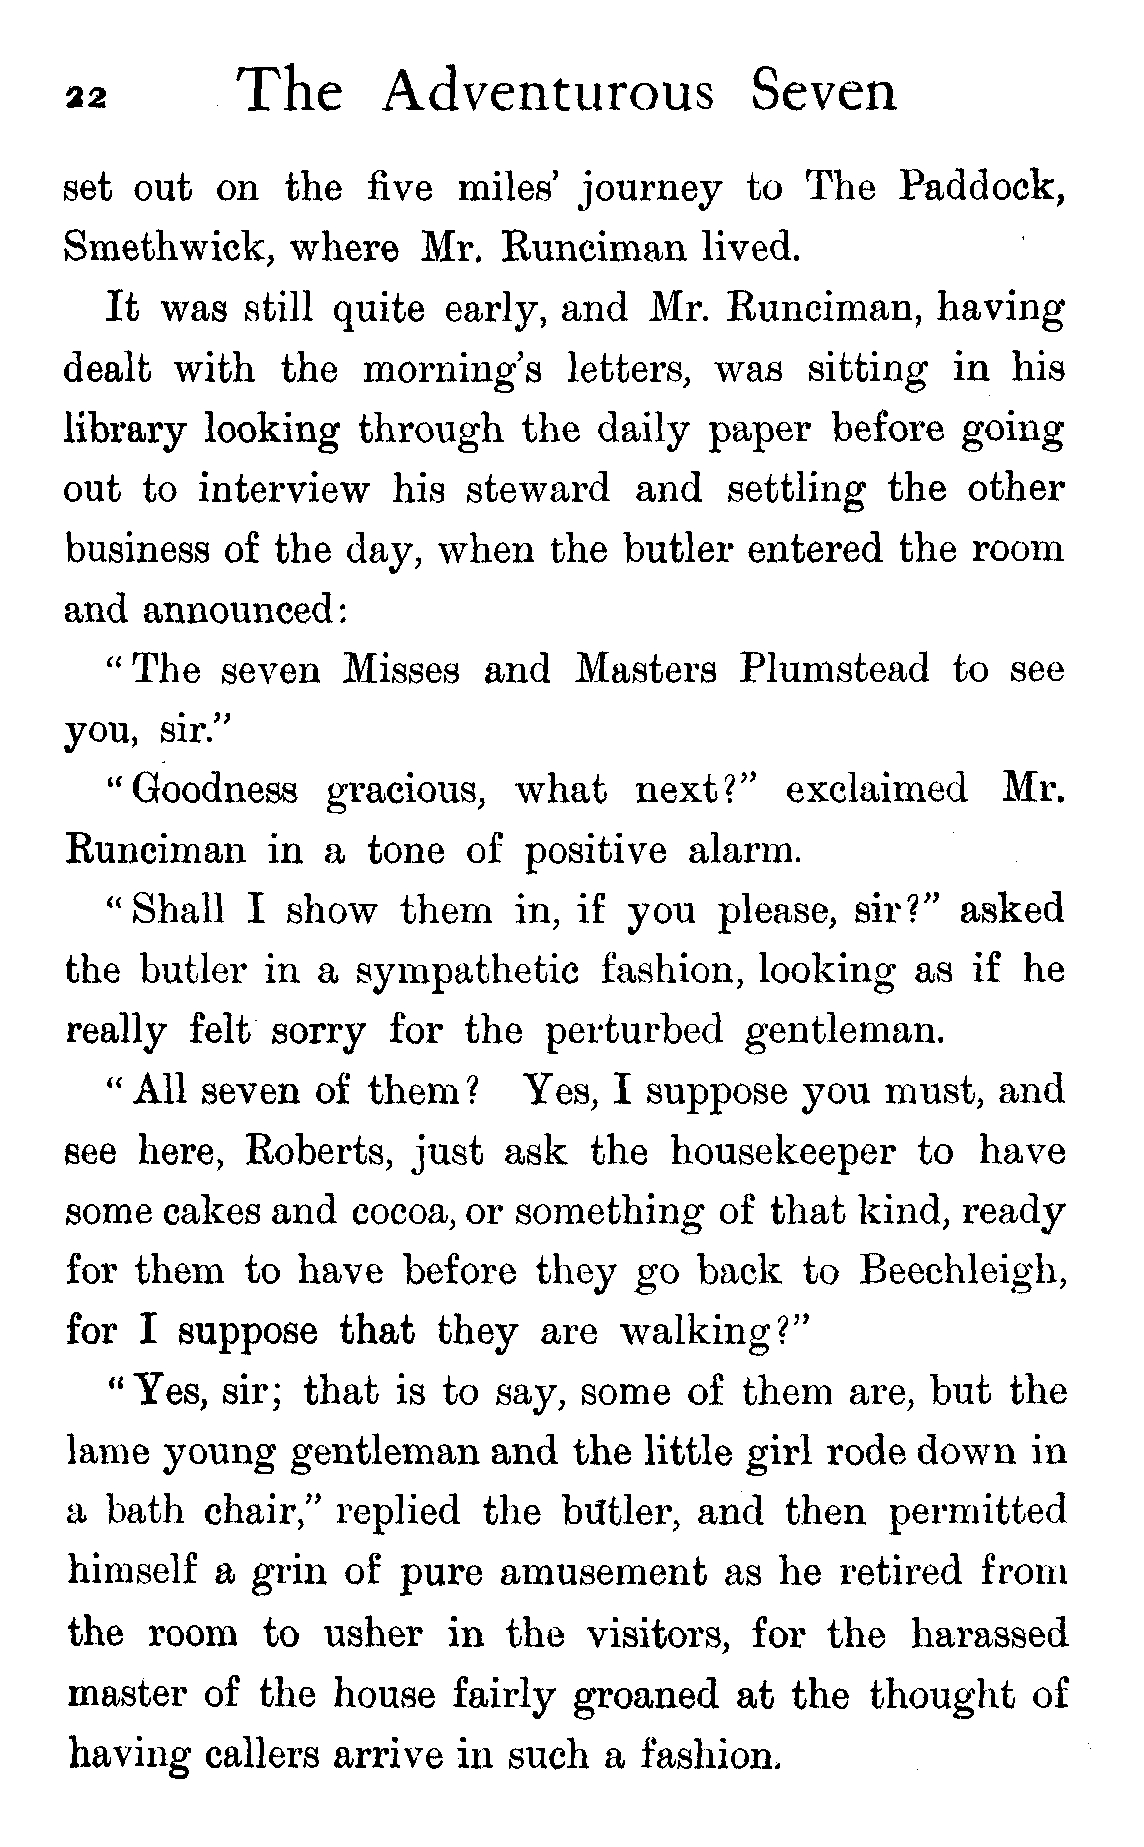 22 The Adventurous Seven
set out on the five miles' journey to The Paddock,
Smethwick, where Mr. Runciman lived.
It was still quite early, and Mr. Runciman, having
dealt with the morning's letters, was sitting in his
library looking through the daily paper before going
out to interview his steward and settling the other
business of the day, when the butler entered the room
and announced:
"The seven Misses and Masters Plumstead to see
you, sir."
"Goodness gracious, what next?" exclaimed Mr.
Runciman in a tone of positive alarm.
"Shall I show them in, if you please, sir?" asked
the butler in a sympathetic fashion, looking as if he
really felt sorry for the perturbed gentleman.
"All seven of them? Yes, I suppose you must, and
see here, Roberts, just ask the housekeeper to have
some cakes and cocoa, or something of that kind, ready
for them to have before they go back to Beechleigh,
for I suppose that they are walking?"
"Yes, sir; that is to say, some of them are, but the
lame young gentleman and the little girl rode down in
a bath chair," replied the butler, and then permitted
himself a grin of pure amusement as he retired from
the room to usher in the visitors, for the harassed
master of the house fairly groaned at the thought of
having callers arrive in such a fashion.